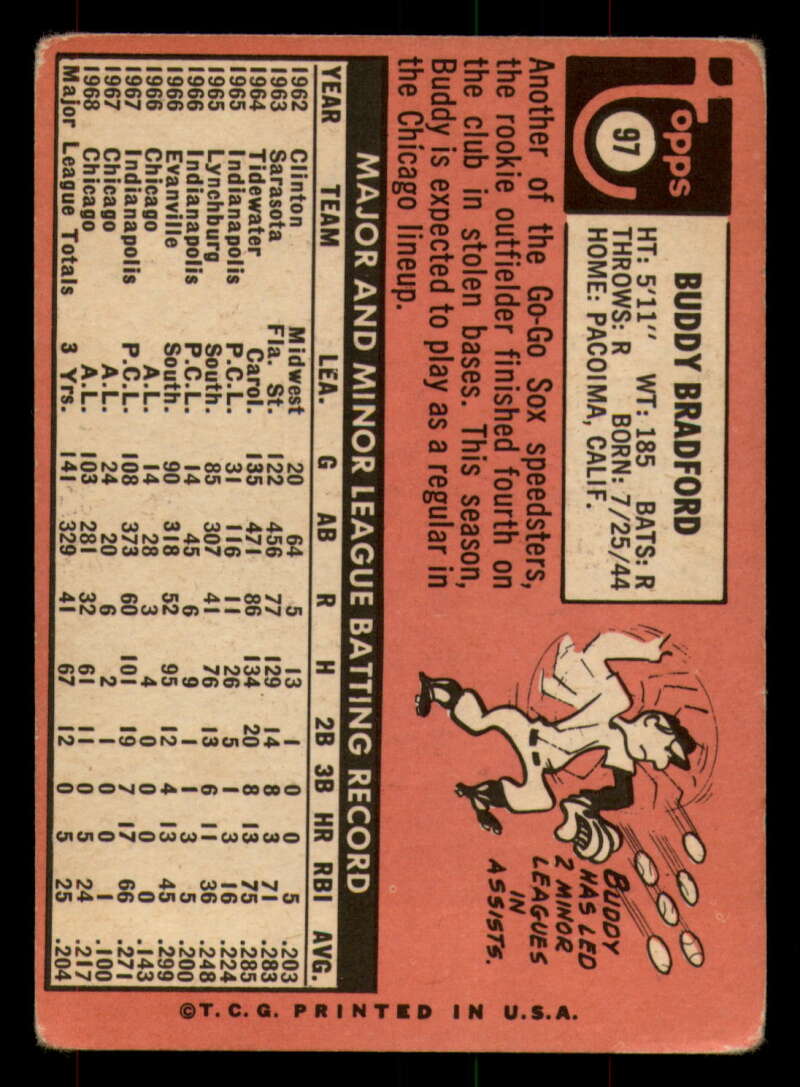 Topps
97
BUDDY BRADFORD
HT: 5'11" WT: 185 BATS: R
THROWS: R BORN: 7/25/44
HOME: PACOIMA, CALIF.
Another of the Go-Go Sox speedsters,
the rookie outfielder finished fourth on
the club in stolen bases. This season,
Buddy is expected to play as a regular in
the Chicago lineup.
BUDDY
HAS LED
2 MINOR
LEAGUES
IN
ASSISTS.
MAJOR AND MINOR LEAGUE BATTING RECORD
YEAR TEAM LEA. G AB R H 2B 3B HR RBI AVG.
1962 Clinton Midwest 20 64 5 13 1 0 0 5 .203
1963 Sarasota Fla. St. 122 456 77 129 14 8 3 71 .283
1964 Tidewater Carol. 135 471 86 134 20 8 13 75 .285
1965 Indianapolis P.C.L. 31 116 11 26 5 1 3 16 .224
1965 Lynchburg South. 85 307 41 76 13 6 11 36 .248
1966 Indianapolis P.C.L. 14 45 6 9 1 1 3 5 .200
1966 Evanville South. 90 318 52 95 12 4 13 45 .299
1966 Chicago A.L. 14 28 3 4 0 0 0 0 .143
1967 Indianapolis P.C.L. 108 373 60 101 19 7 17 66 .271
1967 Chicago A.L. 24 20 6 2 1 0 0 1 .100
1968 Chicago A.L. 103 281 32 61 11 0 5 24 .217
Major League Totals 3 Yrs. 141 329 41 67 12 0 5 25 .204
©T.C.G. PRINTED IN U.S.A.